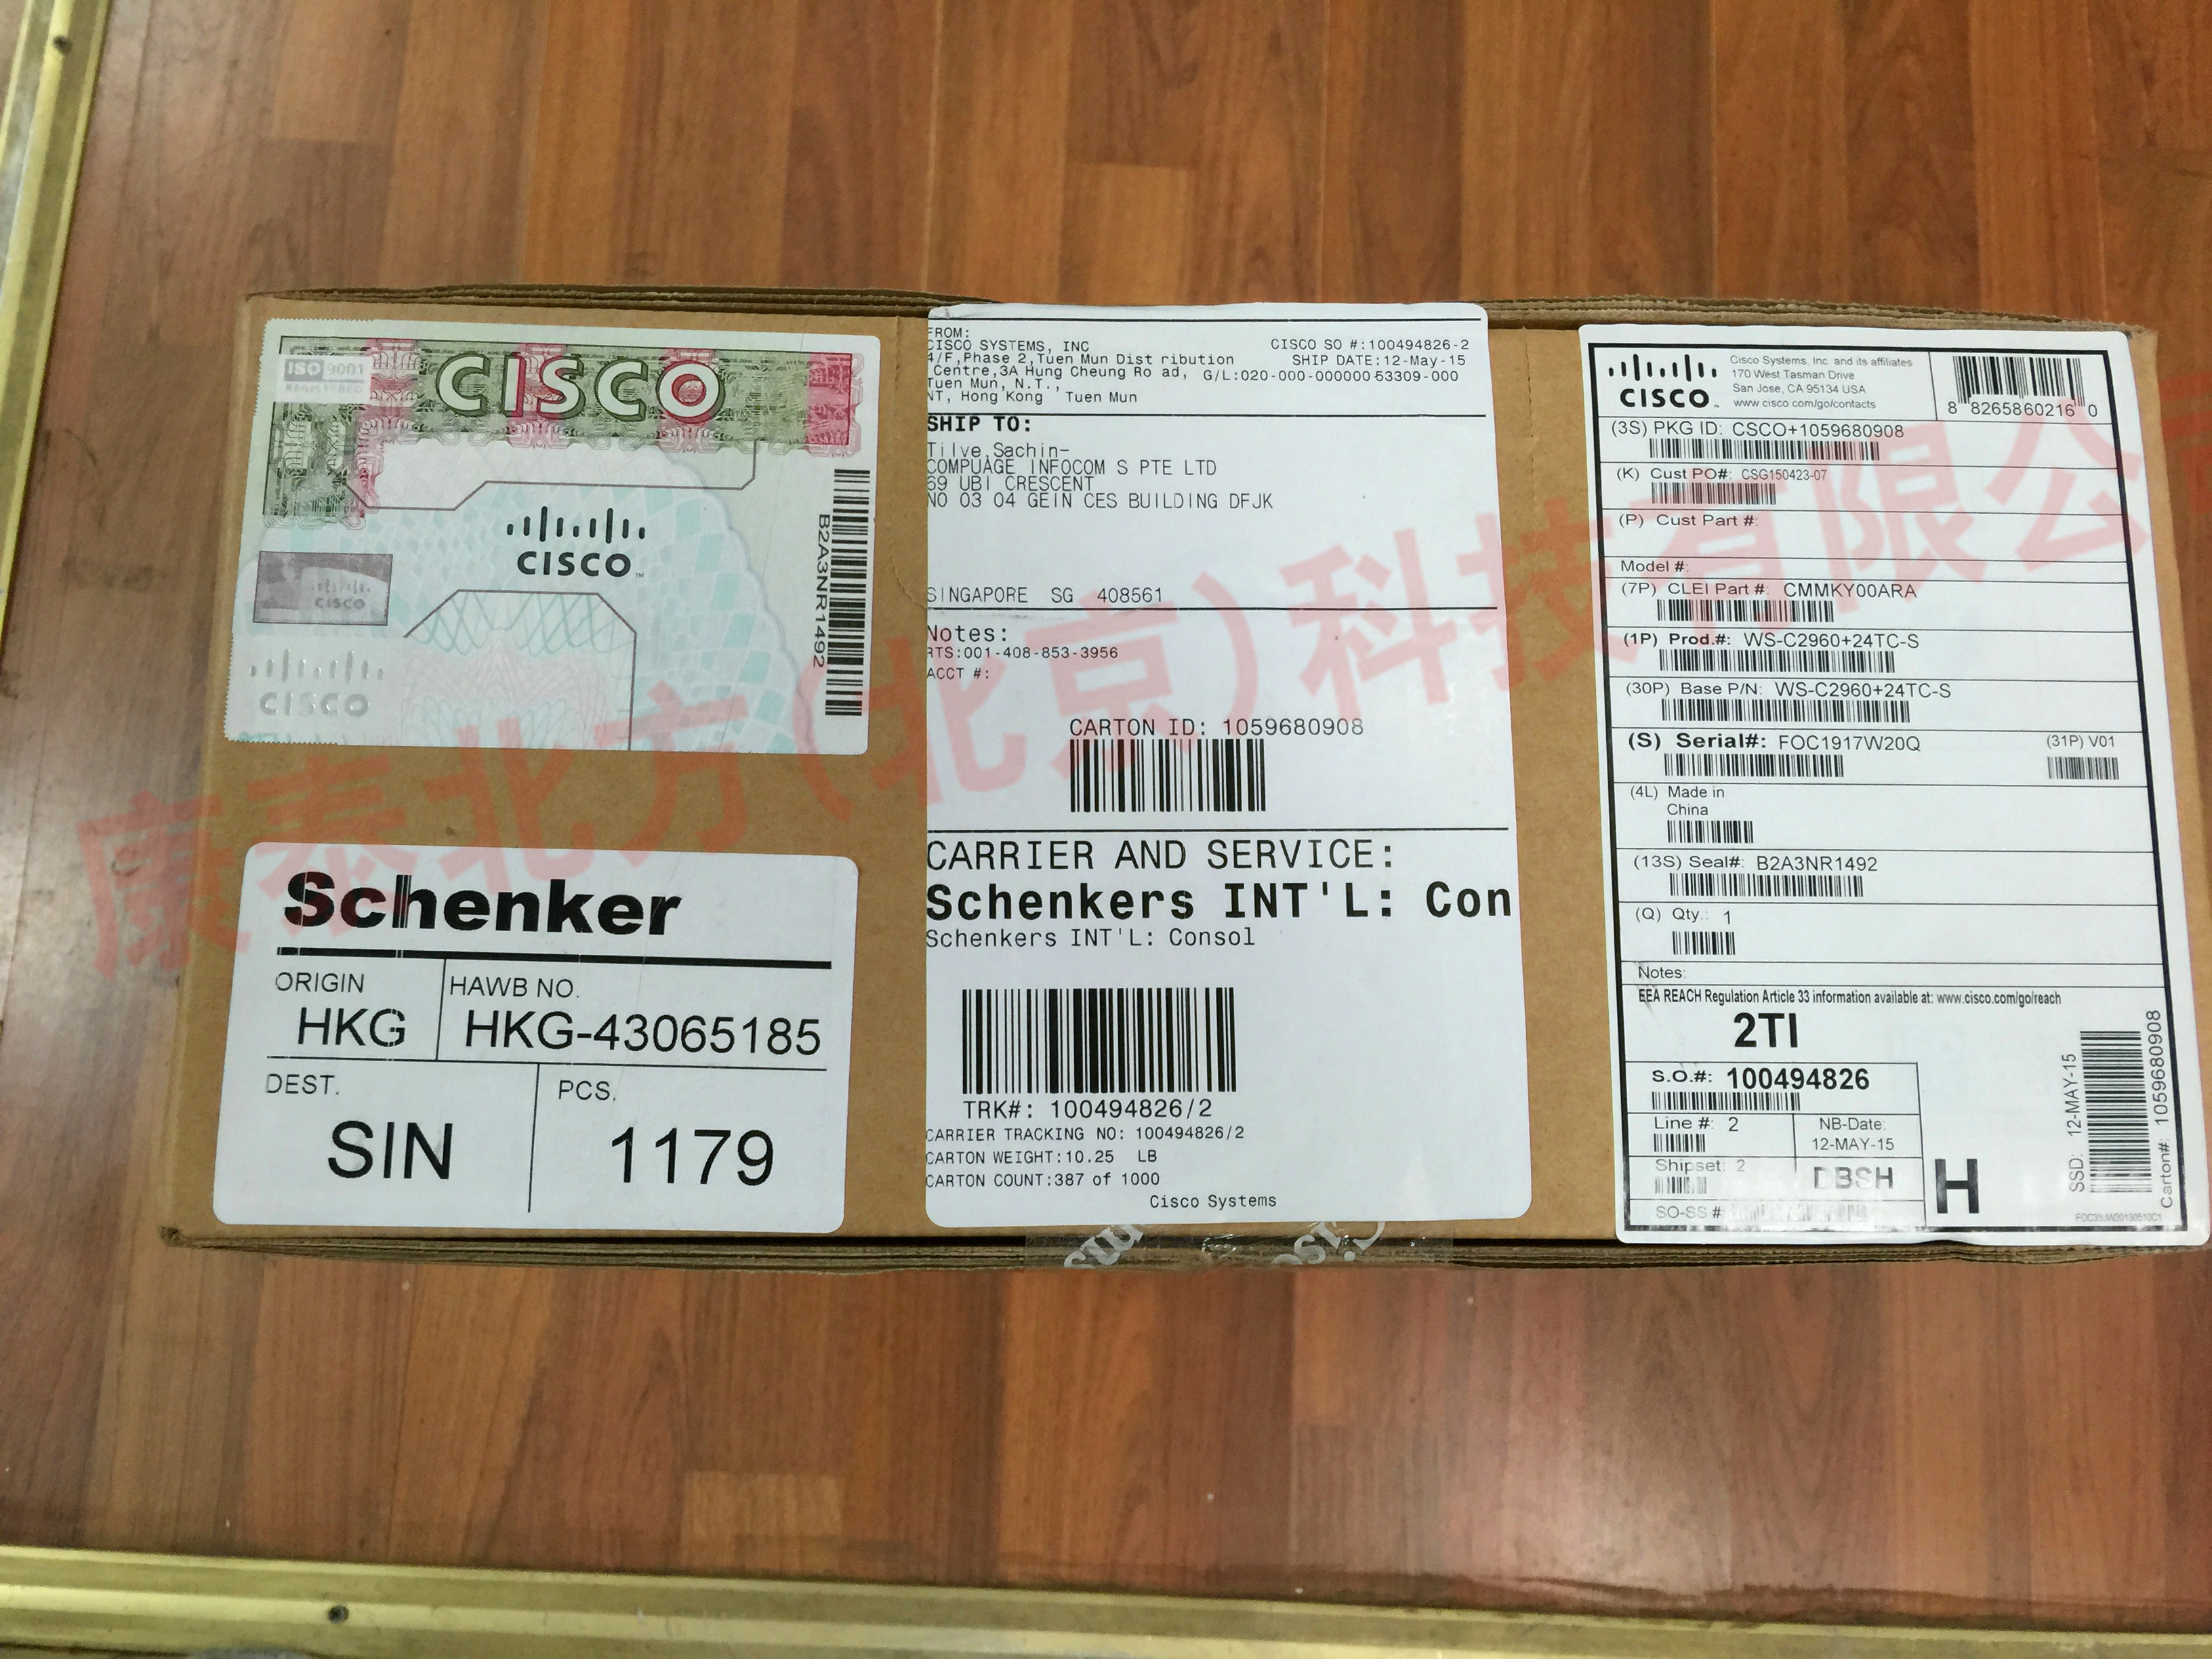 ISO 9001
REGISTERED
CISCO
CISCO
CISCO
CISCO
B2A3NR1492
Schenker
ORIGIN
HKG
HAWB NO.
HKG-43065185
DEST.
SIN
PCS.
1179
FROM:
CISCO SYSTEMS, INC
CISCO SO #:100494826-2
4/F,Phase 2,Tuen Mun Dist ribution
SHIP DATE:12-May-15
Centre,3A Hung Cheung Ro ad,
G/L:020-000-00000063309-000
Tuen Mun, N.T.,
NT, Hong Kong Tuen Mun
SHIP TO:
Tilve,Sachin-
COMPUAGE INFOCOM S PTE LTD
69 UBI CRESCENT
NO 03 04 GEIN CES BUILDING DFJK
SINGAPORE SG 408561
Notes:
RTS:001-408-853-3956
ACCT #:
CARTON ID: 1059680908
CARRIER AND SERVICE:
Schenkers INT'L: Con
Schenkers INT'L: Consol
TRK#: 100494826/2
CARRIER TRACKING NO: 100494826/2
CARTON WEIGHT:10.25 LB
CARTON COUNT:387 of 1000
Cisco Systems
Cisco
CISCO
Cisco Systems, Inc. and its affiliates
170 West Tasman Drive
San Jose, CA 95134 USA
www.cisco.com/go/contacts
8 8265860216 0
(3S) PKG ID: CSCO+1059680908
(K) Cust PO#: CSG150423-07
(P) Cust Part #:
Model #:
(7P) CLEI Part #: CMMKY00ARA
(1P) Prod.#: WS-C2960+24TC-S
(30P) Base P/N: WS-C2960+24TC-S
(S) Serial#: FOC1917W20Q
(31P) V01
(4L) Made in
China
(13S) Seal#: B2A3NR1492
(Q) Qty.: 1
Notes:
EEA REACH Regulation Article 33 information available at: www.cisco.com/go/reach
2TI
S.O.#: 100494826
Line #: 2
NB-Date:
12-MAY-15
Shipset: 2
DBSH
SO-SS #:
H
SSD: 12-MAY-15
Carton#: 1059680908
康泰北方(北京)科技有限公司